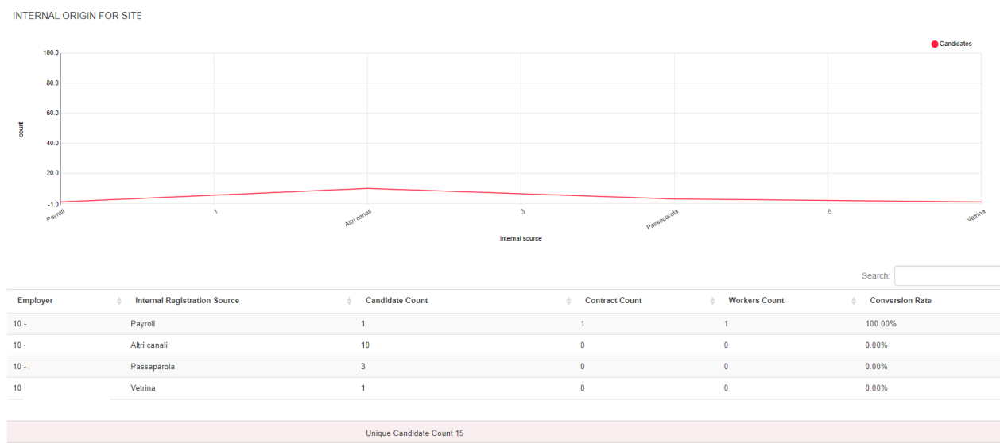 INTERNAL ORIGIN FOR SITE
Candidates
100.0
80.0
60.0
40.0
20.0
-1.0
count
Payroll
1
Altri canali
3
Passaparola
5
Vetrina
internal source
Search:
Employer Internal Registration Source Candidate Count Contract Count Workers Count Conversion Rate
10 - Payroll 1 1 1 100.00%
10 - Altri canali 10 0 0 0.00%
10 - Passaparola 3 0 0 0.00%
10 Vetrina 1 0 0 0.00%
Unique Candidate Count 15